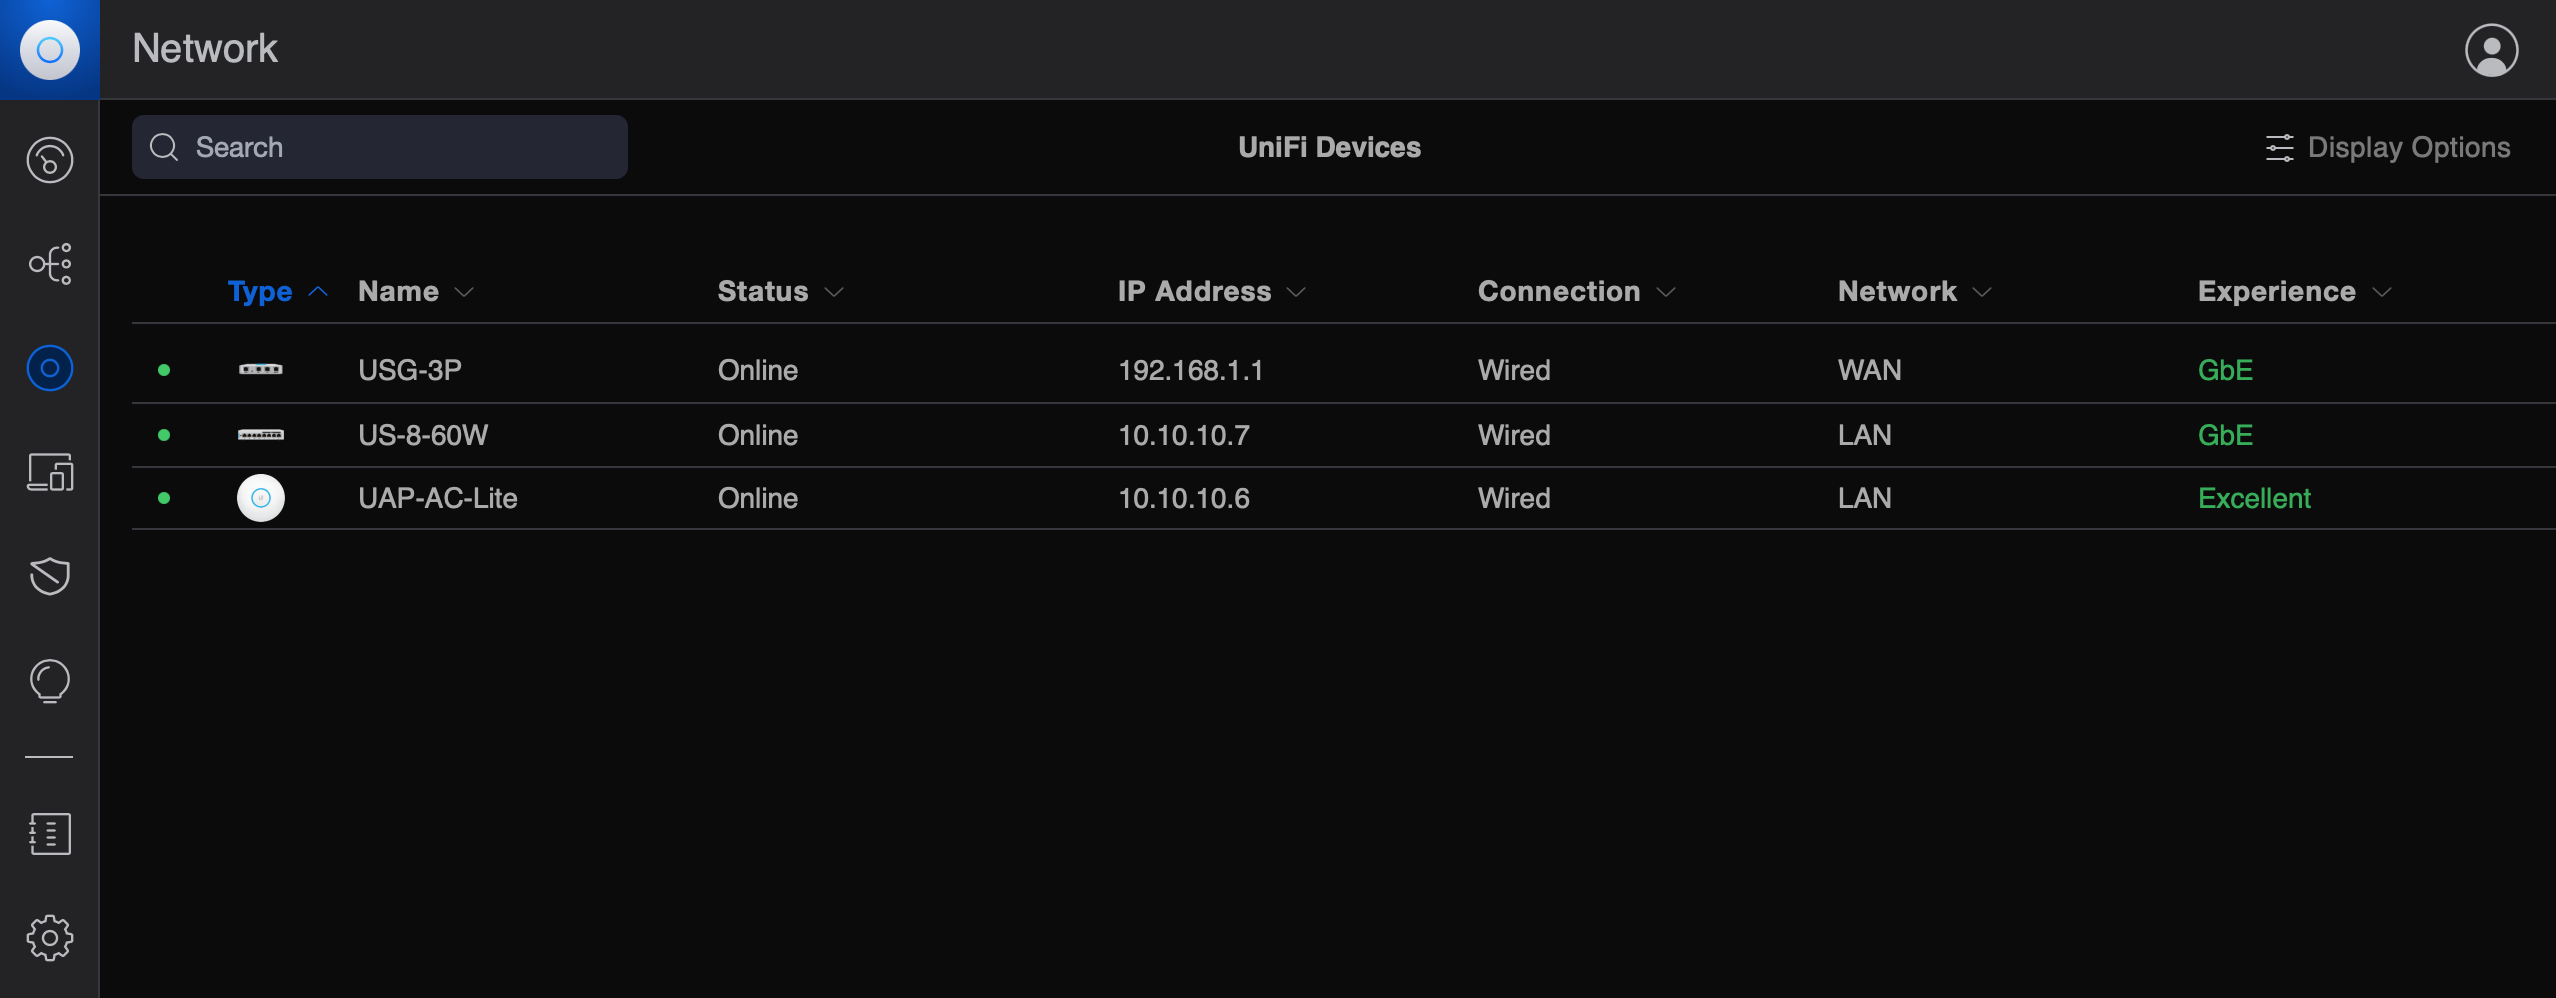 Network
Search
UniFi Devices
Display Options
Type Name Status IP Address Connection Network Experience
USG-3P Online 192.168.1.1 Wired WAN GbE
US-8-60W Online 10.10.10.7 Wired LAN GbE
UAP-AC-Lite Online 10.10.10.6 Wired LAN Excellent